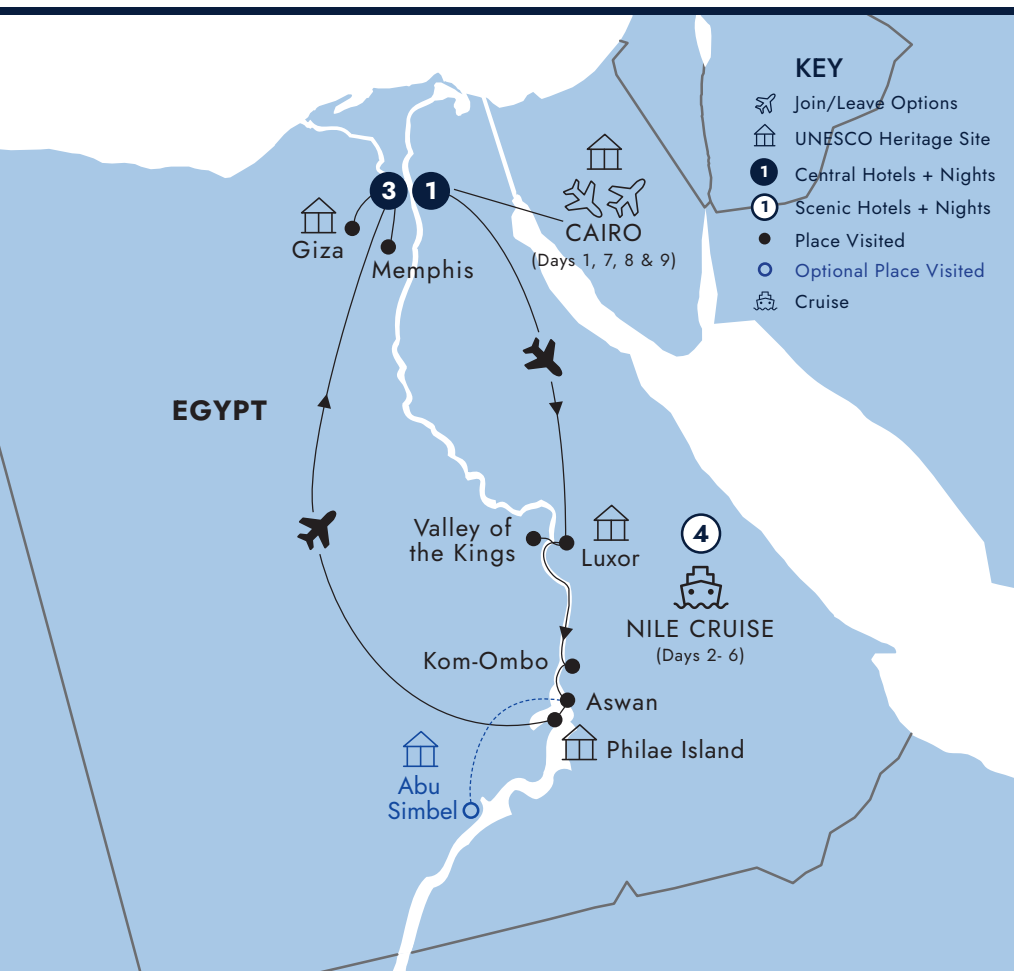 KEY
Join/Leave Options
UNESCO Heritage Site
1 Central Hotels + Nights
1 Scenic Hotels + Nights
Place Visited
Optional Place Visited
Cruise
3
1
CAIRO
(Days 1, 7, 8 & 9)
Giza
Memphis
EGYPT
Valley of
the Kings
Luxor
4
NILE CRUISE
(Days 2- 6)
Kom-Ombo
Aswan
Philae Island
Abu
Simbel